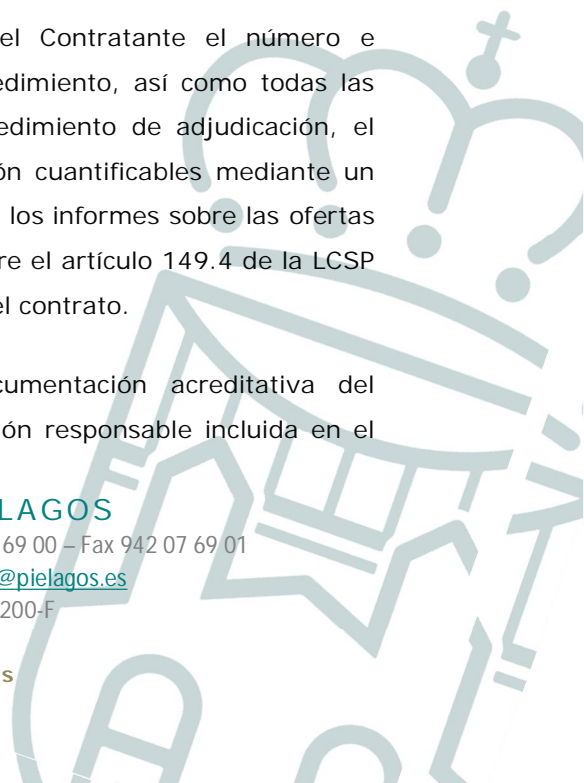 el Contratante el número e
edimiento, así como todas las
edimiento de adjudicación, el
ón cuantificables mediante un
los informes sobre las ofertas
re el artículo 149.4 de la LCSP
el contrato.
cumentación acreditativa del
ón responsable incluida en el
LAGOS
69 00 – Fax 942 07 69 01
@pielagos.es
200-F
s